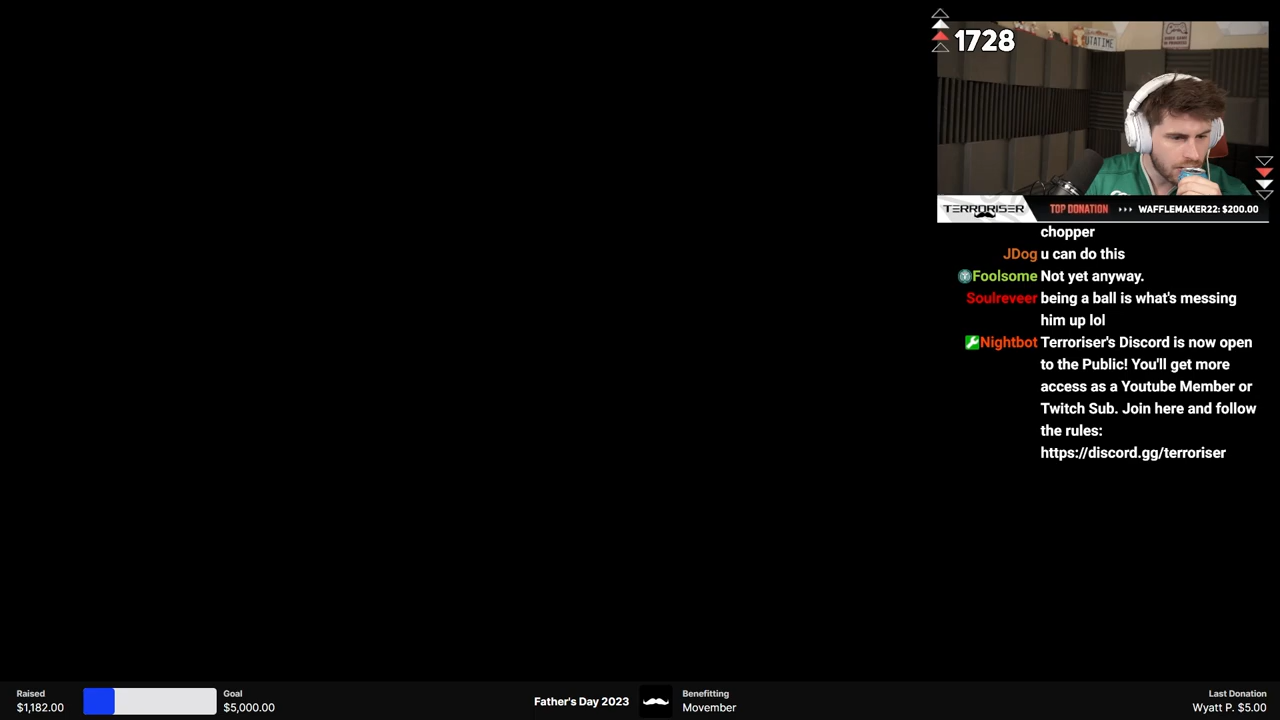 1728
TERRORISER
TOP DONATION
WAFFLEMAKER22: $200.00
chopper
JDog u can do this
Foolsome Not yet anyway.
Soulreveer being a ball is what's messing
him up lol
Nightbot Terroriser's Discord is now open
to the Public! You'll get more
access as a Youtube Member or
Twitch Sub. Join here and follow
the rules:
https://discord.gg/terroriser
Raised
$1,182.00
Goal
$5,000.00
Father's Day 2023
Benefitting
Movember
Last Donation
Wyatt P. $5.00